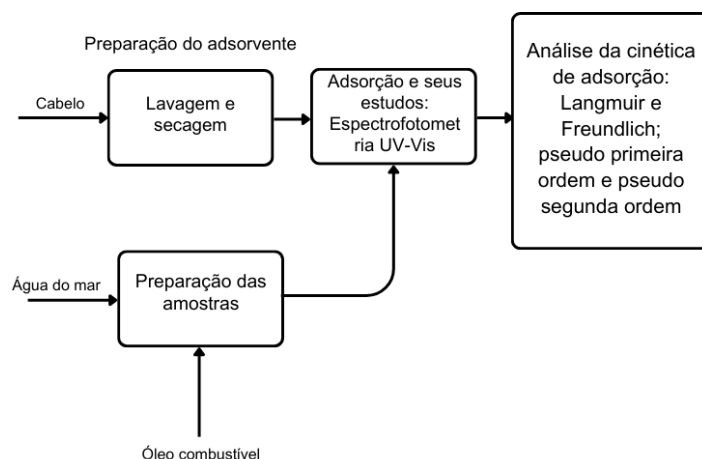 Preparação do adsorvente
Cabelo
Lavagem e
secagem
Adsorção e seus
estudos:
Espectrofotomet
ria UV-Vis
Análise da cinética
de adsorção:
Langmuir e
Freundlich;
pseudo primeira
ordem e pseudo
segunda ordem
Água do mar
Preparação das
amostras
Óleo combustível